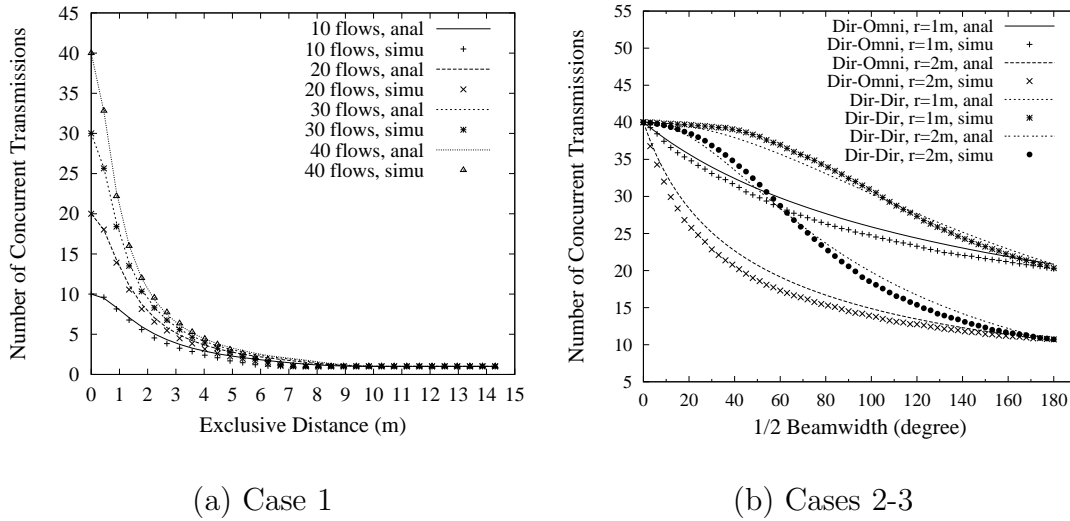 Number of Concurrent Transmissions
45
40
35
30
25
20
15
10
5
0
0 1 2 3 4 5 6 7 8 9 10 11 12 13 14 15
Exclusive Distance (m)
10 flows, anal
10 flows, simu
20 flows, anal
20 flows, simu
30 flows, anal
30 flows, simu
40 flows, anal
40 flows, simu
(a) Case 1
Number of Concurrent Transmissions
55
50
45
40
35
30
25
20
15
10
5
0 20 40 60 80 100 120 140 160 180
1/2 Beamwidth (degree)
Dir-Omni, r=1m, anal
Dir-Omni, r=1m, simu
Dir-Omni, r=2m, anal
Dir-Omni, r=2m, simu
Dir-Dir, r=1m, anal
Dir-Dir, r=1m, simu
Dir-Dir, r=2m, anal
Dir-Dir, r=2m, simu
(b) Cases 2-3